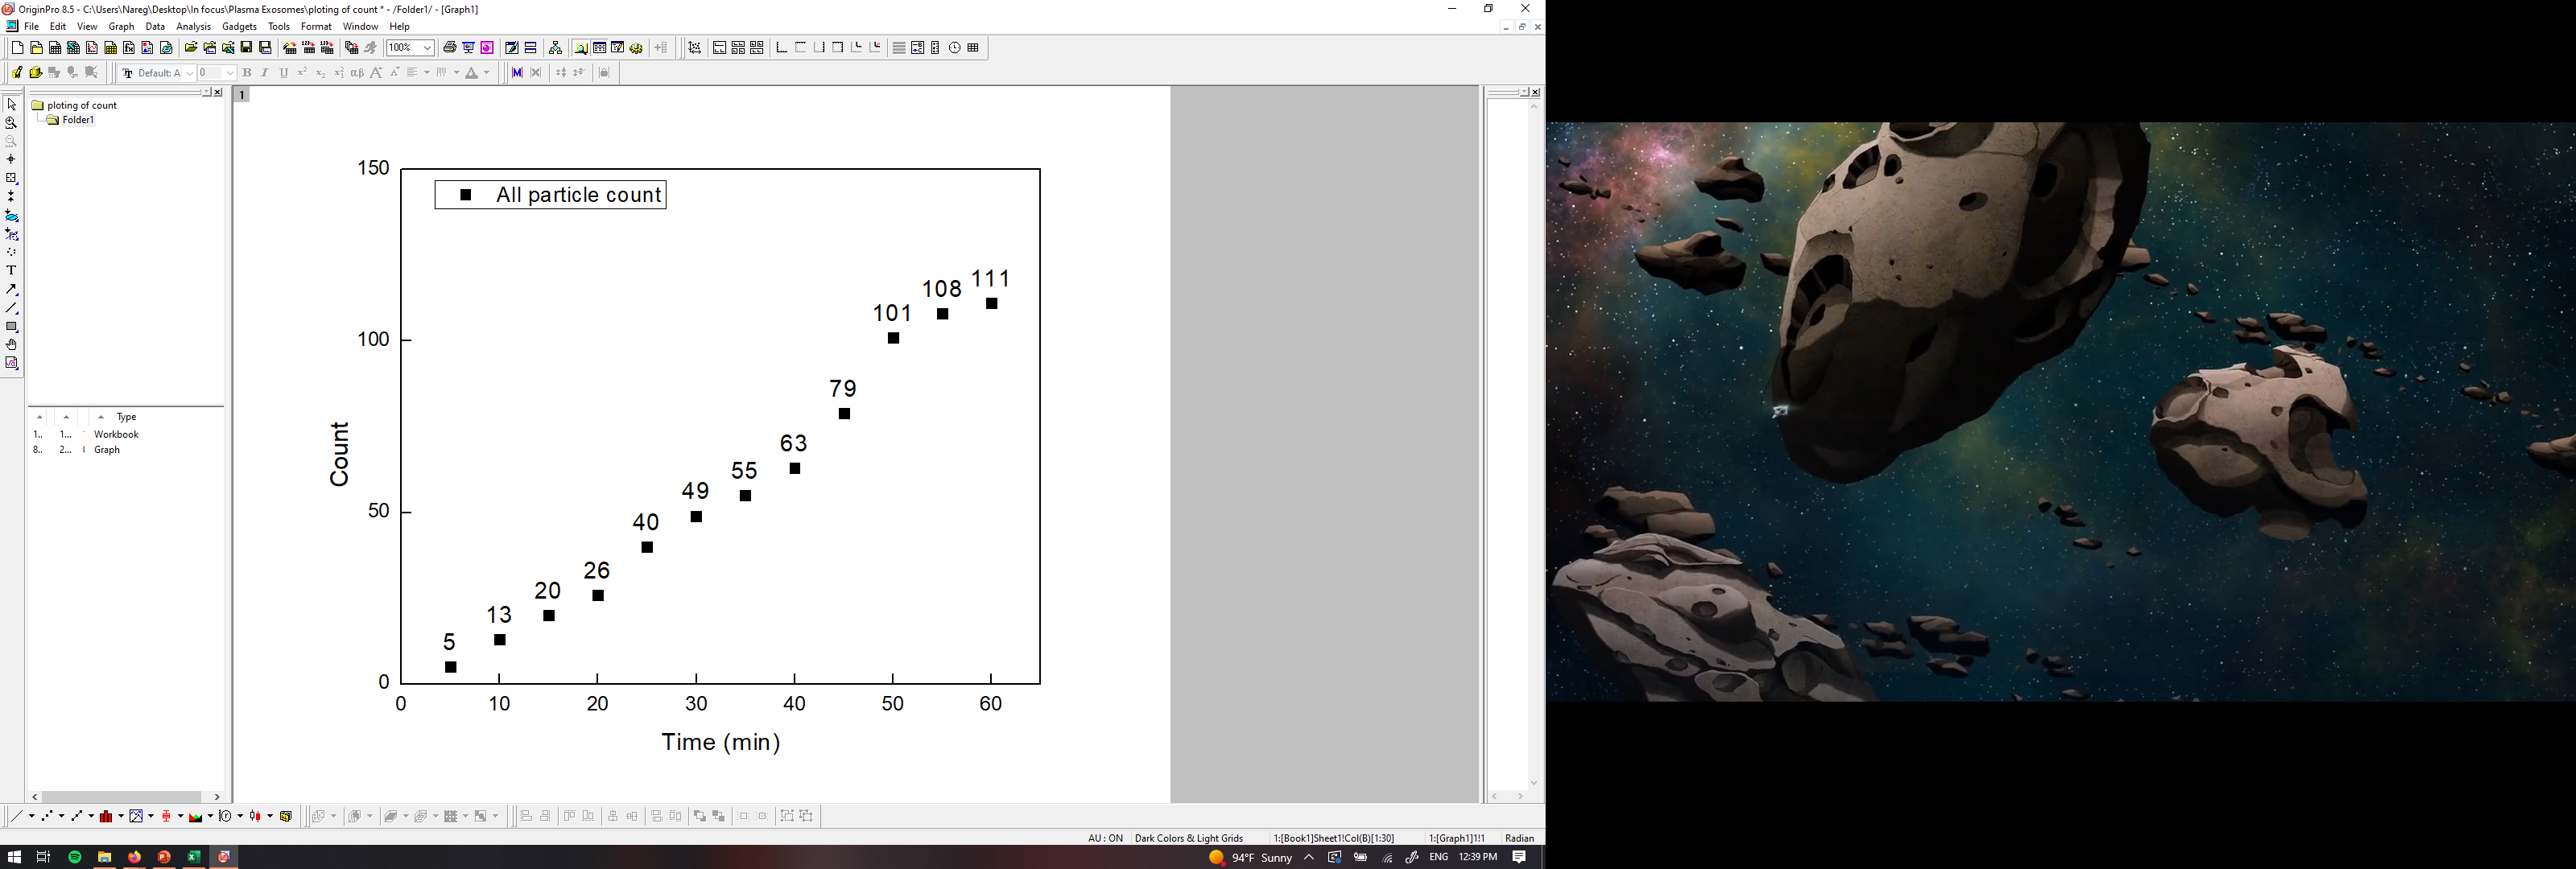 OriginPro 8.5 - C:\Users\Nareg\Desktop\In focus\Plasma Exosomes\ploting of count * - /Folder1/ - [Graph1]
File Edit View Graph Data Analysis Gadgets Tools Format Window Help
100%
Default: A 0
ploting of count
Folder1
1
Type
1.. 1... Workbook
8.. 2... Graph
150
100
50
0
Count
All particle count
5
13
20
26
40
49
55
63
79
101
108
111
0 10 20 30 40 50 60
Time (min)
AU : ON Dark Colors & Light Grids 1:[Book1]Sheet1!Col(B)[1:30] 1:[Graph1]1!1 Radian
94°F Sunny ENG 12:39 PM